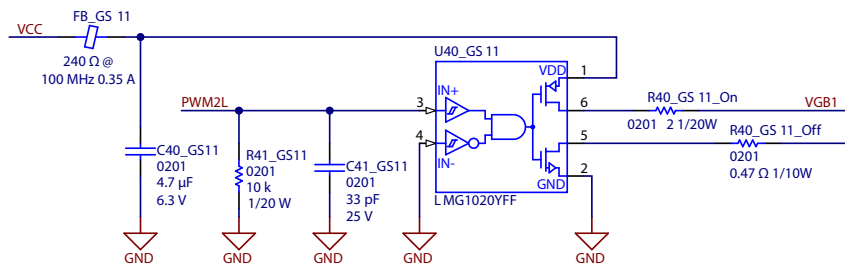 FB_GS 11
VCC
240 Ω @
100 MHz 0.35 A
U40_GS 11
VDD
1
IN+
PWM2L
3
6
R40_GS 11_On
VGB1
0201 2 1/20W
4
IN-
5
R40_GS 11_Off
0201
0.47 Ω 1/10W
GND
2
LMG1020YFF
C40_GS11
0201
4.7 µF
6.3 V
R41_GS11
0201
10 k
1/20 W
C41_GS11
0201
33 pF
25 V
GND
GND
GND
GND
GND